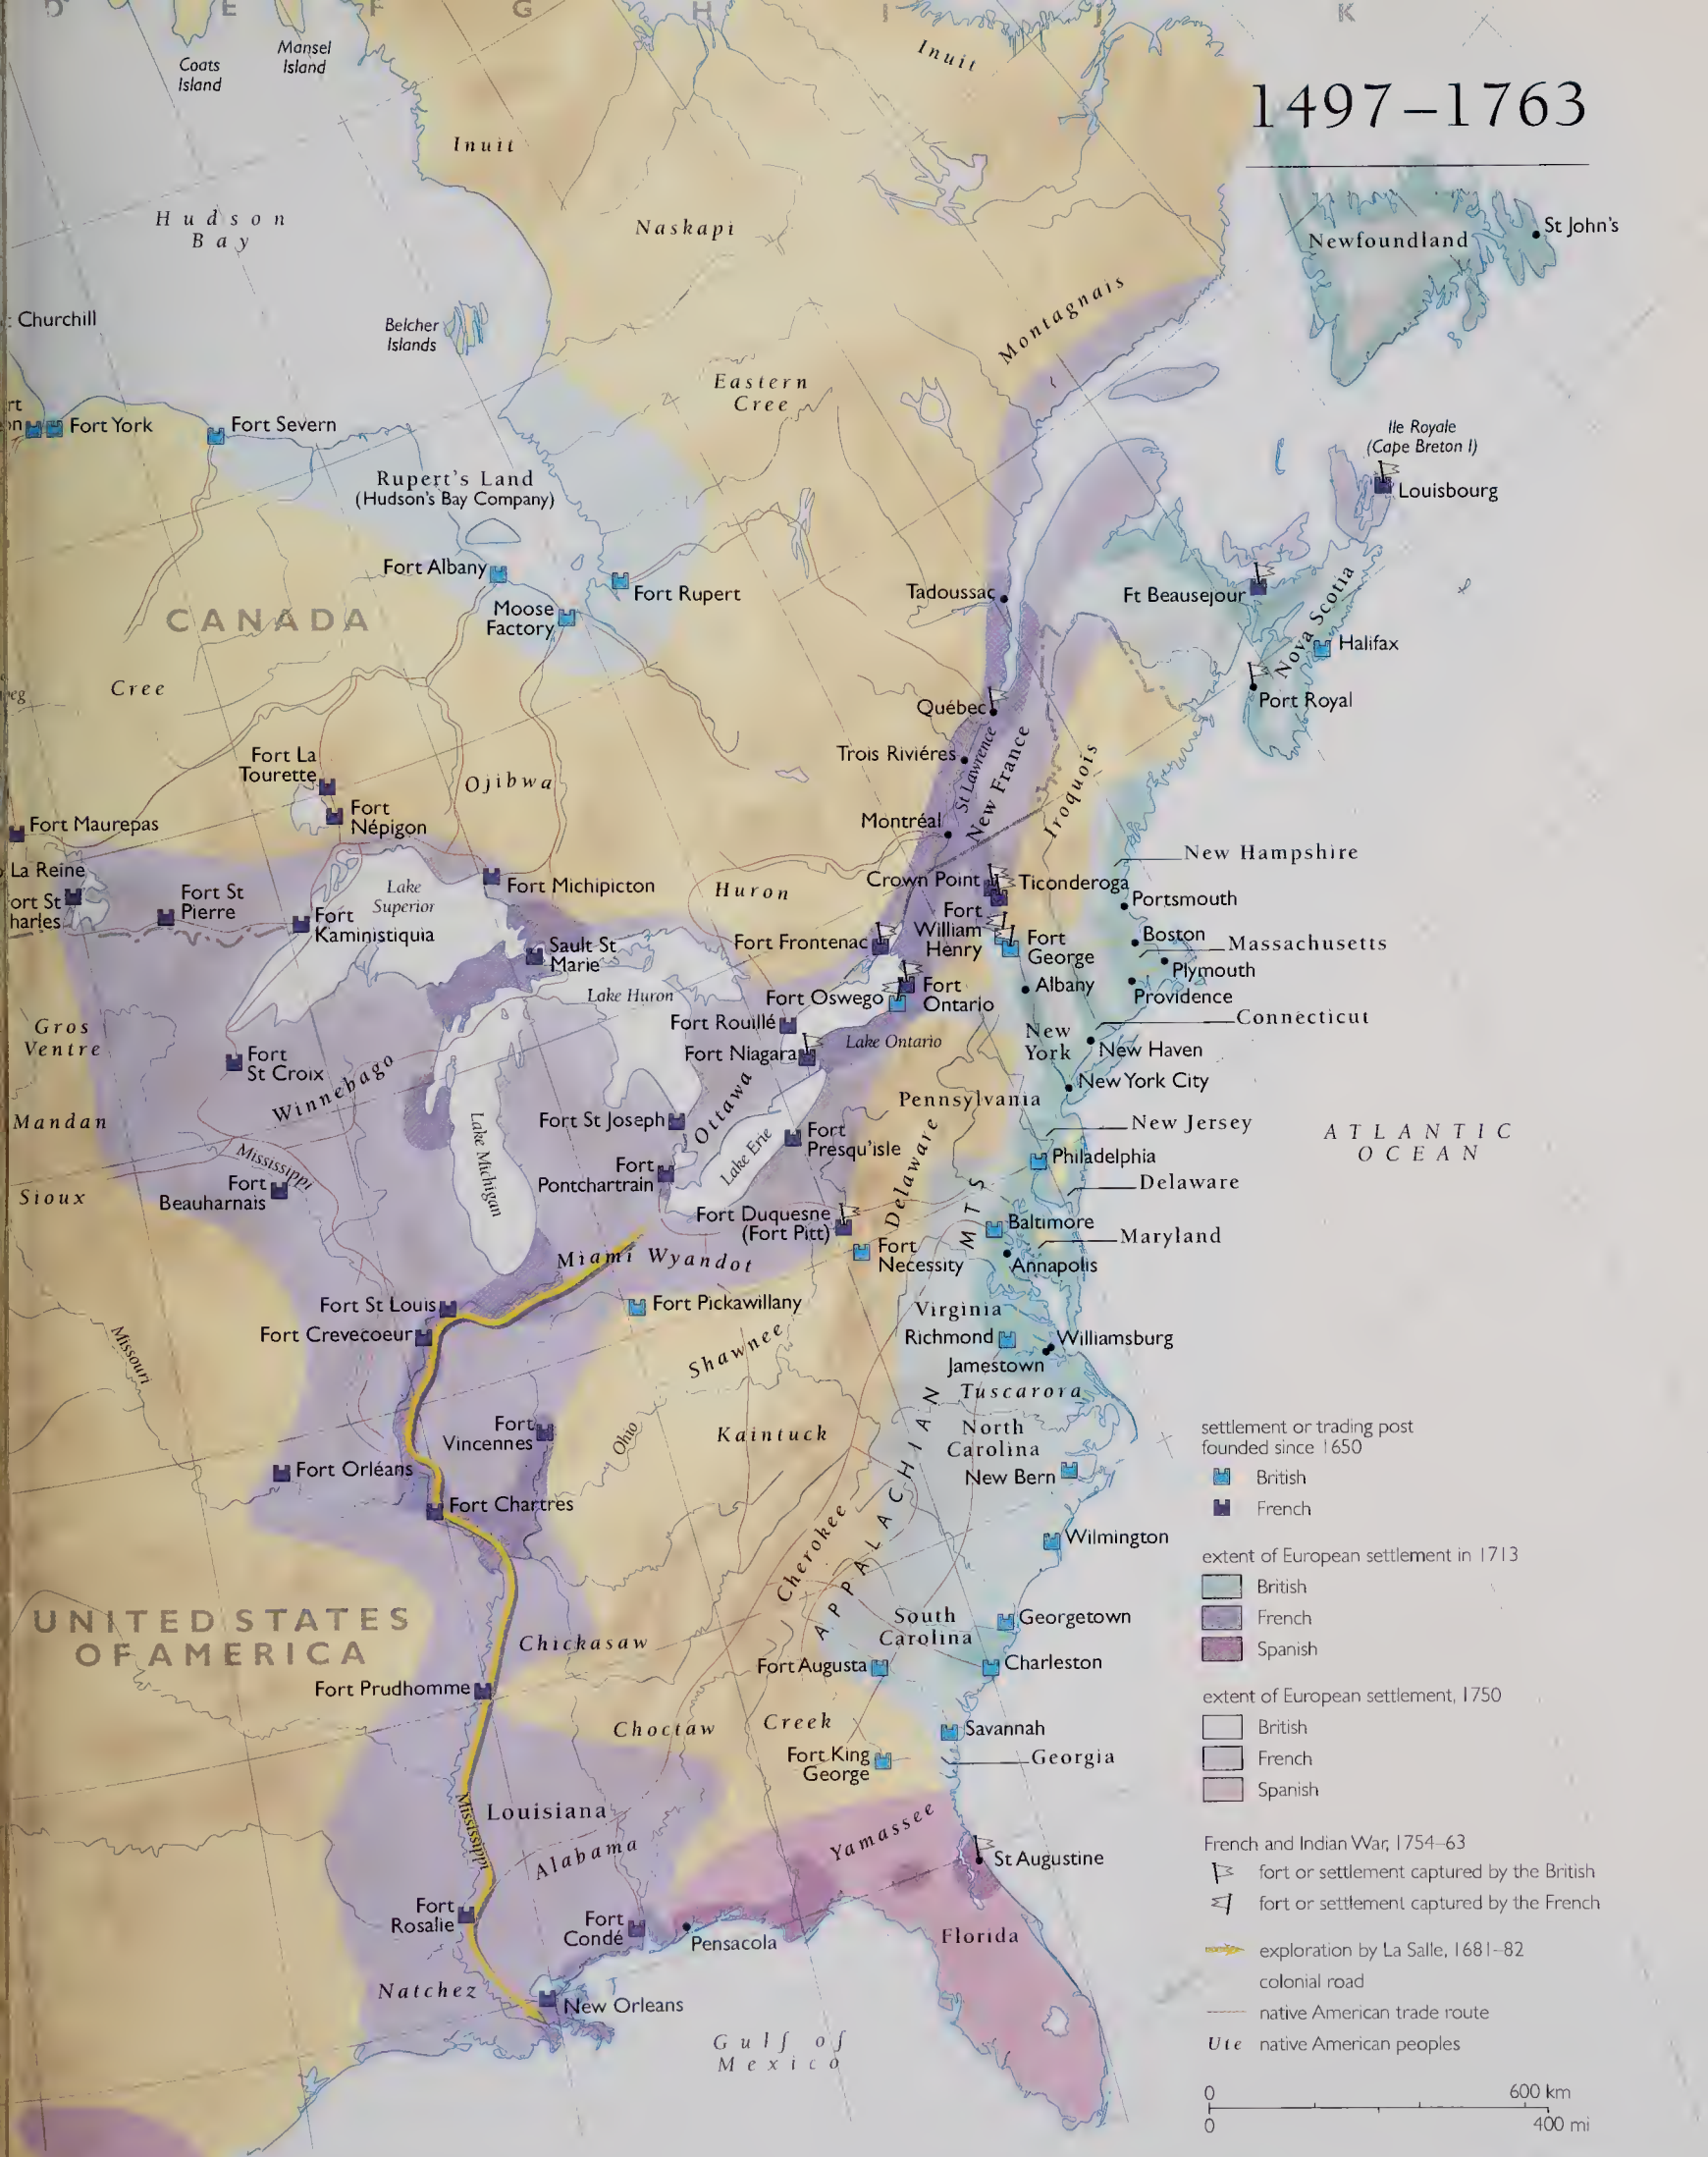 D
E
F
G
H
I
J
K
1497–1763
Coats
Island
Mansel
Island
Inuit
Inuit
Hudson
Bay
Naskapi
Newfoundland
St John's
Churchill
Belcher
Islands
Montagnais
Eastern
Cree
Fort York
Fort Severn
Ile Royale
(Cape Breton I)
Louisbourg
Rupert's Land
(Hudson's Bay Company)
Fort Albany
Fort Rupert
Moose
Factory
Tadoussac
Ft Beausejour
Nova Scotia
Halifax
Port Royal
CANADA
Cree
Québec
Trois Riviéres
St Lawrence
New France
Iroquois
Montréal
Fort La
Tourette
Ojibwa
Fort
Népigon
Fort Maurepas
La Reine
ort St
harles
Fort St
Pierre
Fort
Kaministiquia
Lake
Superior
Fort Michipicton
Huron
Crown Point
Ticonderoga
New Hampshire
Portsmouth
Fort
William
Henry
Fort
George
Boston
Massachusetts
Plymouth
Providence
Albany
Sault St
Marie
Fort Frontenac
Lake Huron
Fort Oswego
Fort
Ontario
Fort Rouillé
Fort Niagara
Lake Ontario
New
York
Connecticut
New Haven
New York City
Gros
Ventre
Fort
St Croix
Winnebago
Mandan
Fort St Joseph
Ottawa
Pennsylvania
New Jersey
ATLANTIC
OCEAN
Lake Michigan
Lake Erie
Fort
Presqu'isle
Delaware
Philadelphia
Delaware
Mississippi
Fort
Beauharnais
Sioux
Fort
Pontchartrain
Fort Duquesne
(Fort Pitt)
Baltimore
Maryland
Annapolis
Fort
Necessity
Miami
Wyandot
Fort St Louis
Fort Pickawillany
Fort Crevecoeur
Virginia
Richmond
Williamsburg
Jamestown
Missouri
Shawnee
Tuscarora
Fort
Vincennes
Ohio
Kaintuck
North
Carolina
New Bern
Fort Orléans
Fort Chartres
Cherokee
APPALACHIAN MTS
Wilmington
UNITED STATES
OF AMERICA
Chickasaw
South
Carolina
Georgetown
Fort Augusta
Charleston
Fort Prudhomme
Choctaw
Creek
Savannah
Fort King
George
Georgia
Mississippi
Louisiana
Alabama
Yamassee
St Augustine
Fort
Rosalie
Fort
Condé
Pensacola
Florida
Natchez
New Orleans
Gulf of
Mexico
settlement or trading post
founded since 1650
British
French
extent of European settlement in 1713
British
French
Spanish
extent of European settlement, 1750
British
French
Spanish
French and Indian War, 1754–63
fort or settlement captured by the British
fort or settlement captured by the French
exploration by La Salle, 1681–82
colonial road
native American trade route
Ute native American peoples
0 600 km
0 400 mi